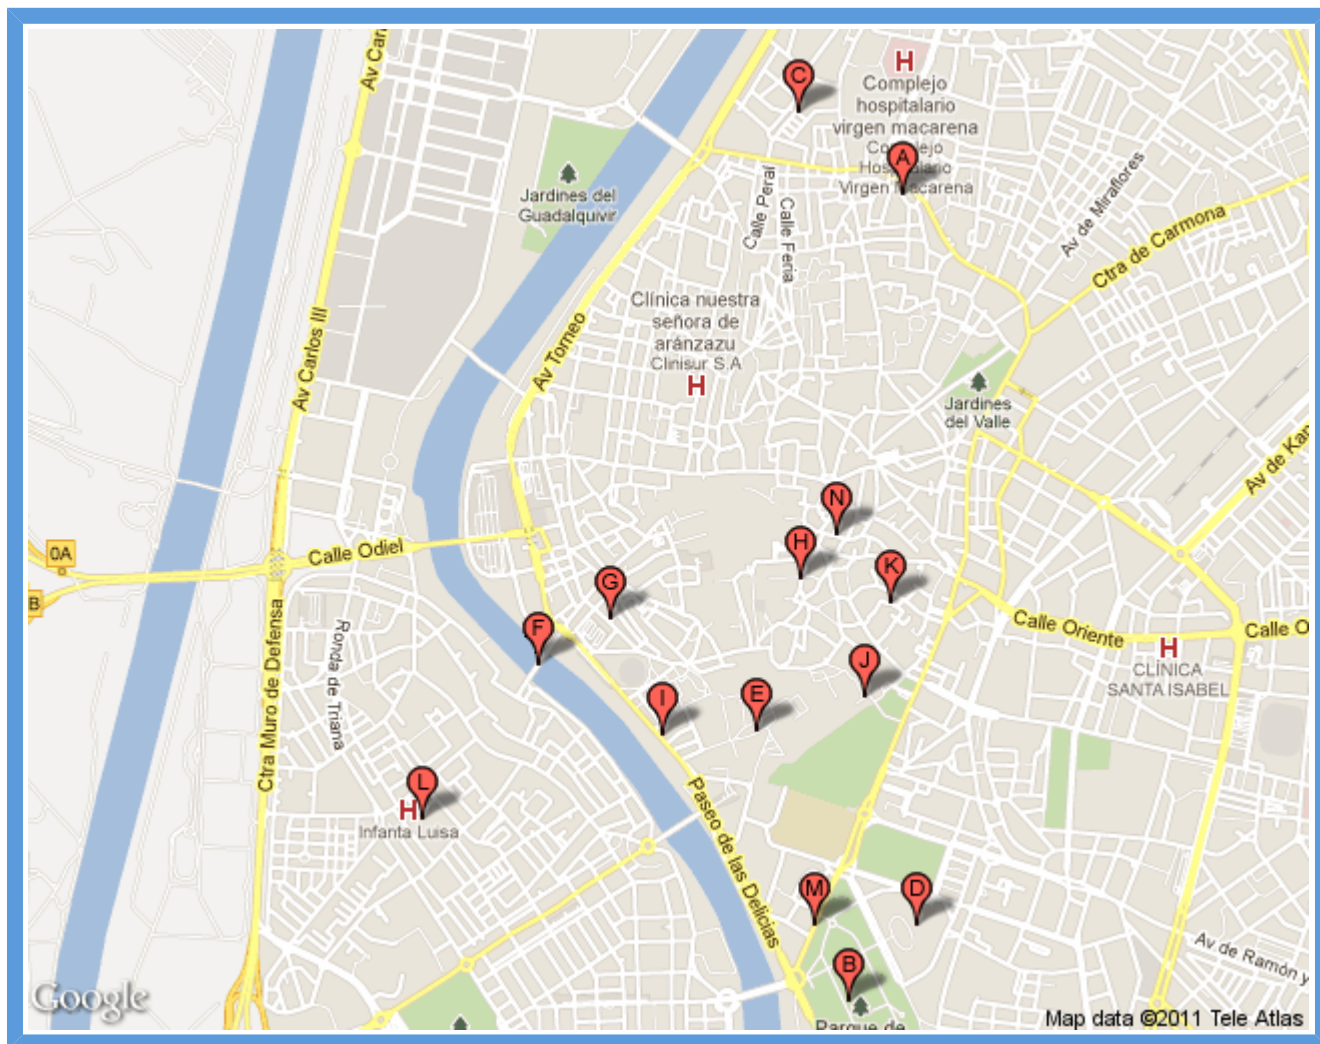 Av Car
C
H
Complejo
hospitalario
virgen macarena
A
Virgen Macarena
Jardines del
Guadalquivir
Calle Peral
Calle Feria
Av de Miraflores
Ctra de Carmona
Clínica nuestra
señora de
aránzazu
Clinisur S.A
H
Av Torneo
Av Carlos III
Jardines
del Valle
Av de Kan
N
0A
Calle Odiel
H
K
B
G
Calle Oriente
Calle O
F
H
CLÍNICA
SANTA ISABEL
Ronda de Triana
Ctra Muro de Defensa
J
I
E
L
H
Infanta Luisa
Paseo de las Delicias
M
D
Av de Ramón y
B
Google
Parque de
Map data ©2011 Tele Atlas